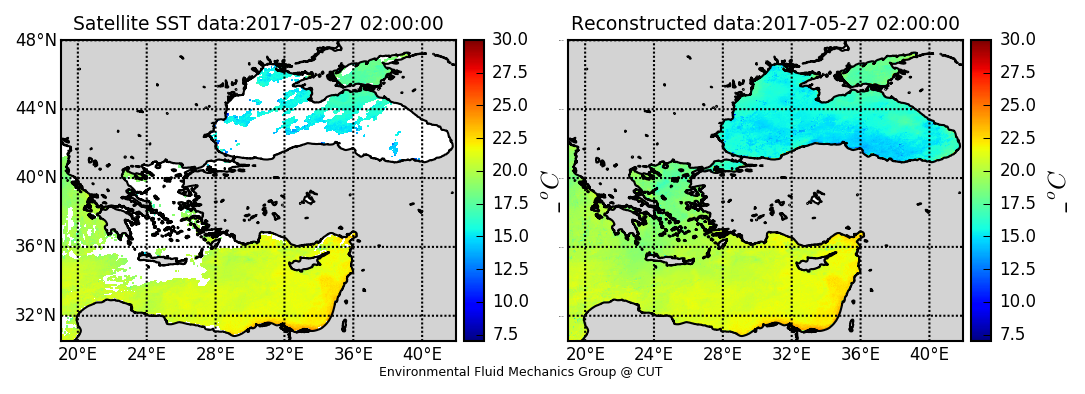 Satellite SST data:2017-05-27 02:00:00
Reconstructed data:2017-05-27 02:00:00
48°N
44°N
40°N
36°N
32°N
20°E 24°E 28°E 32°E 36°E 40°E
30.0
27.5
25.0
22.5
20.0
17.5
15.0
12.5
10.0
7.5
°C
20°E 24°E 28°E 32°E 36°E 40°E
30.0
27.5
25.0
22.5
20.0
17.5
15.0
12.5
10.0
7.5
°C
Environmental Fluid Mechanics Group @ CUT